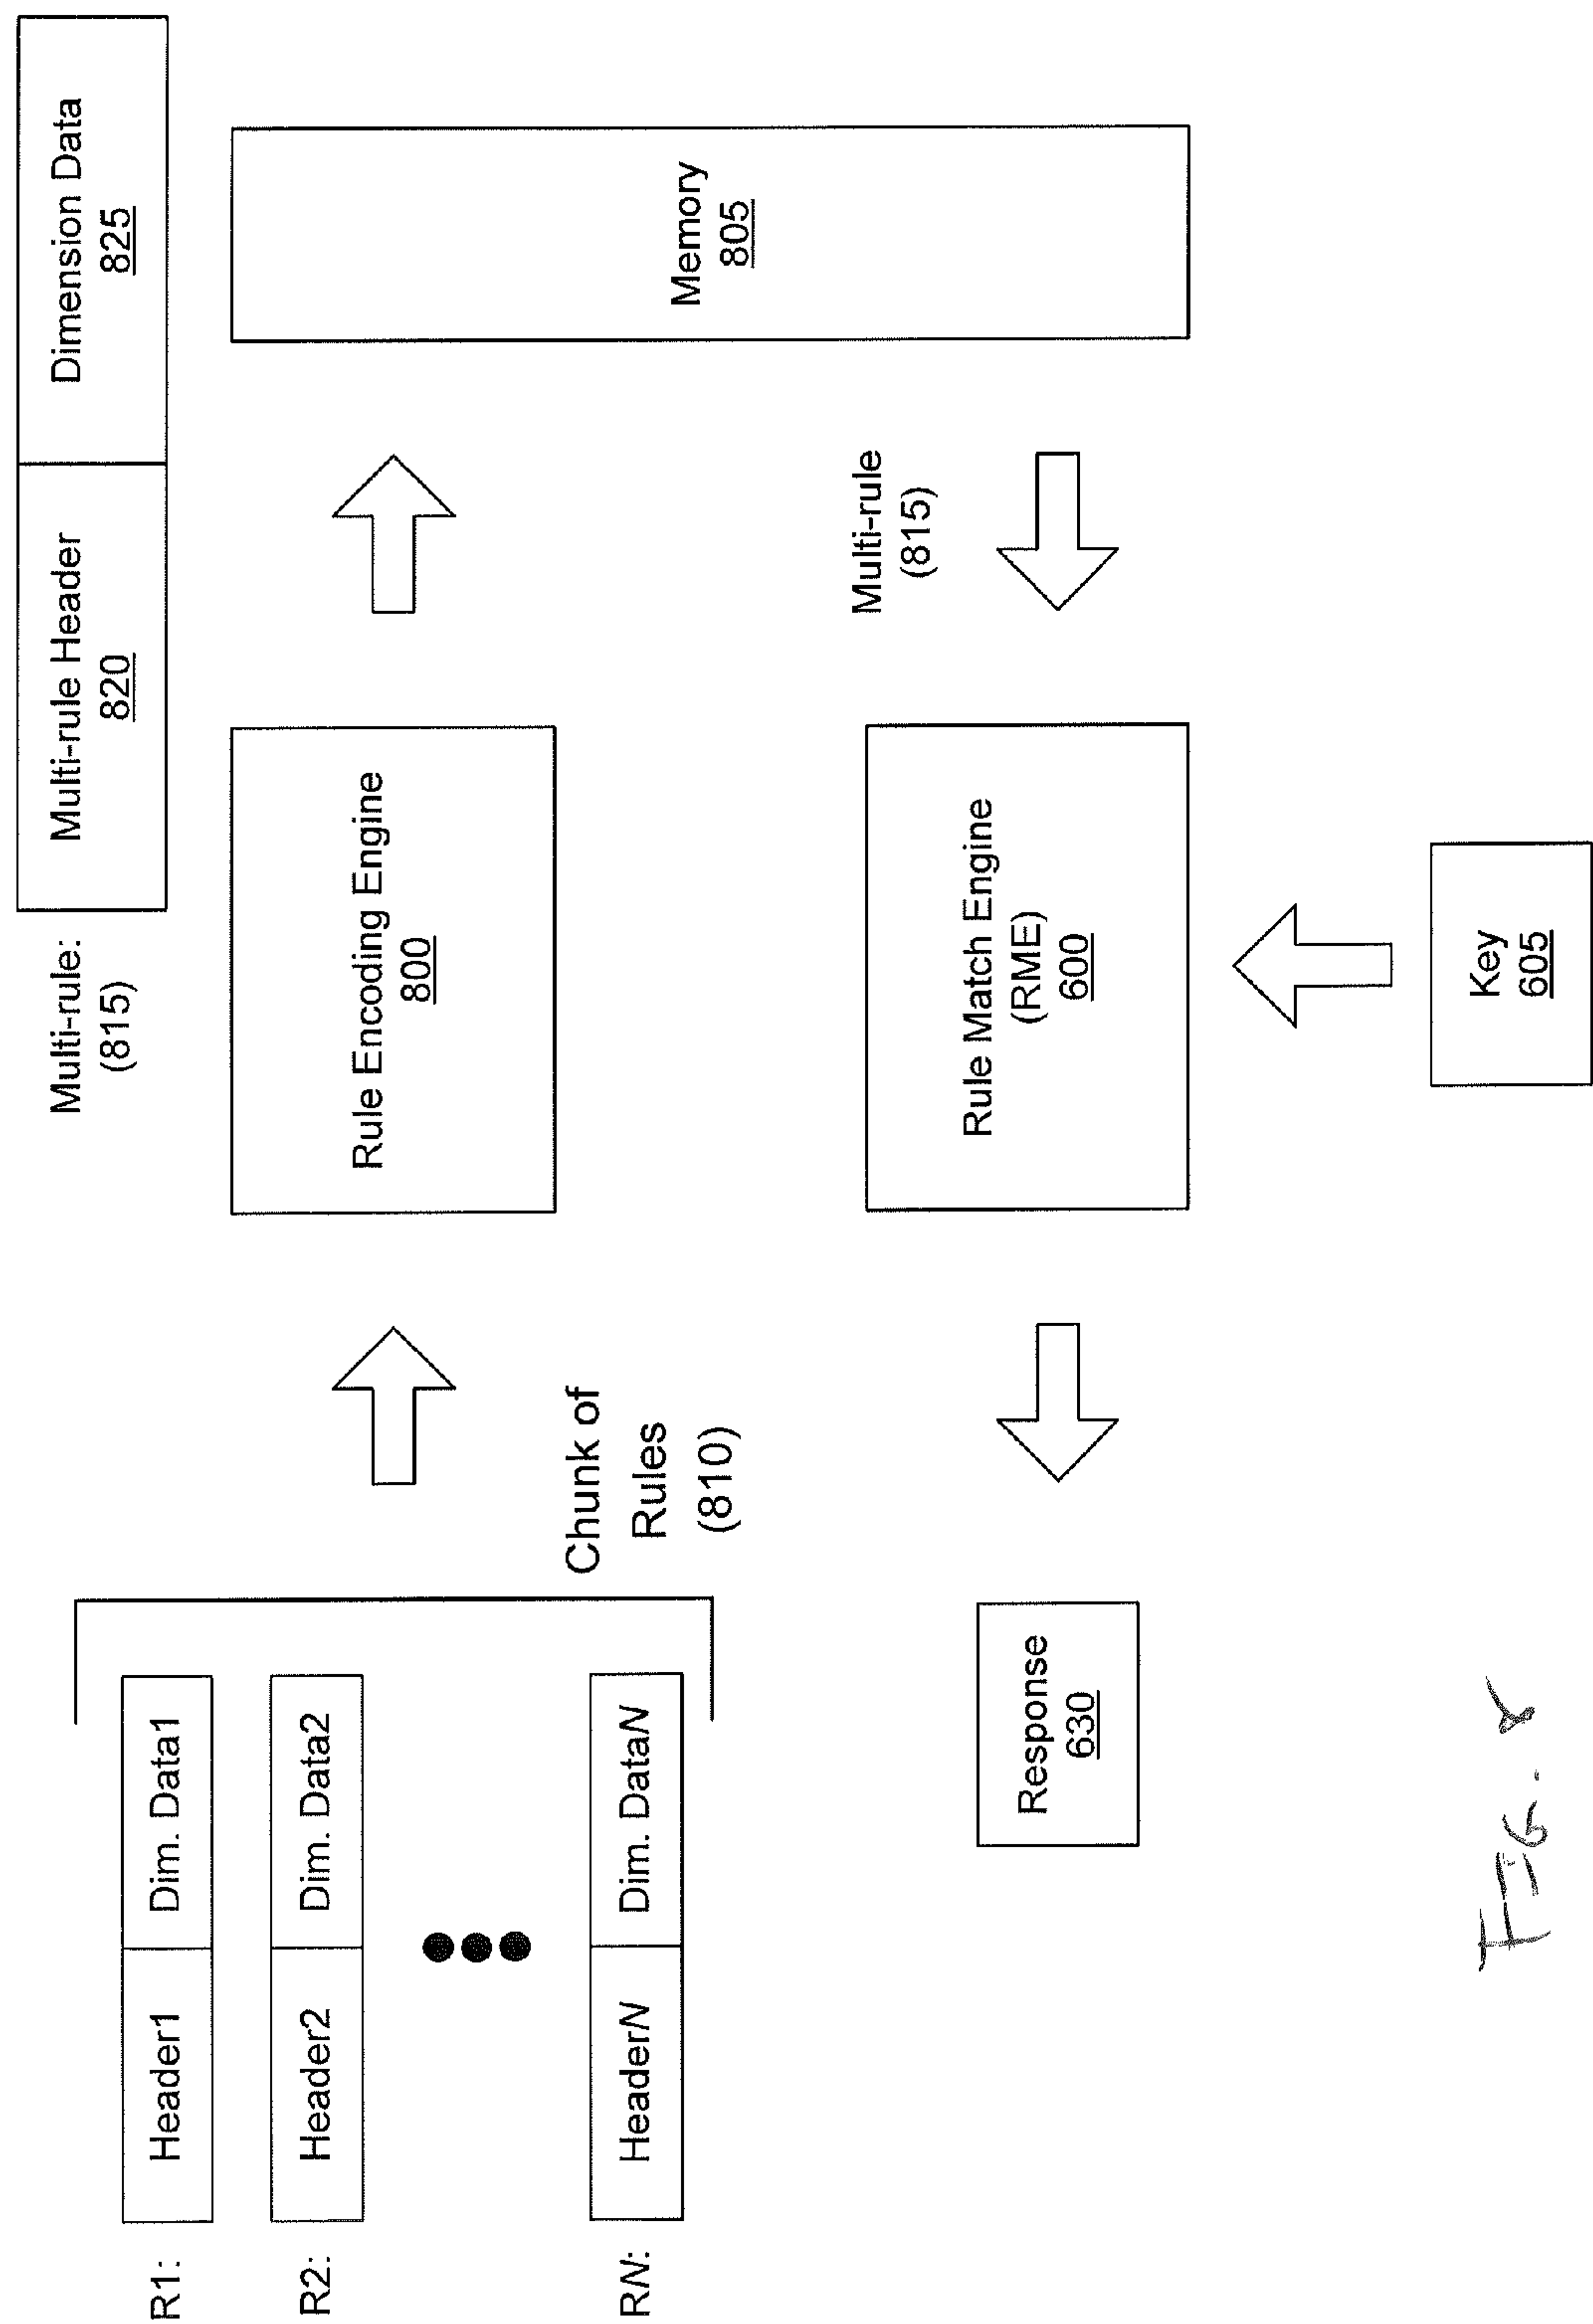 Multi-rule:
(815)
Multi-rule Header
820
Dimension Data
825
R1:
Header1
Dim. Data1
R2:
Header2
Dim. Data2
RN:
HeaderN
Dim. DataN
Chunk of
Rules
(810)
Rule Encoding Engine
800
Memory
805
Multi-rule
(815)
Rule Match Engine
(RME)
600
Response
630
Key
605
FIG. 8